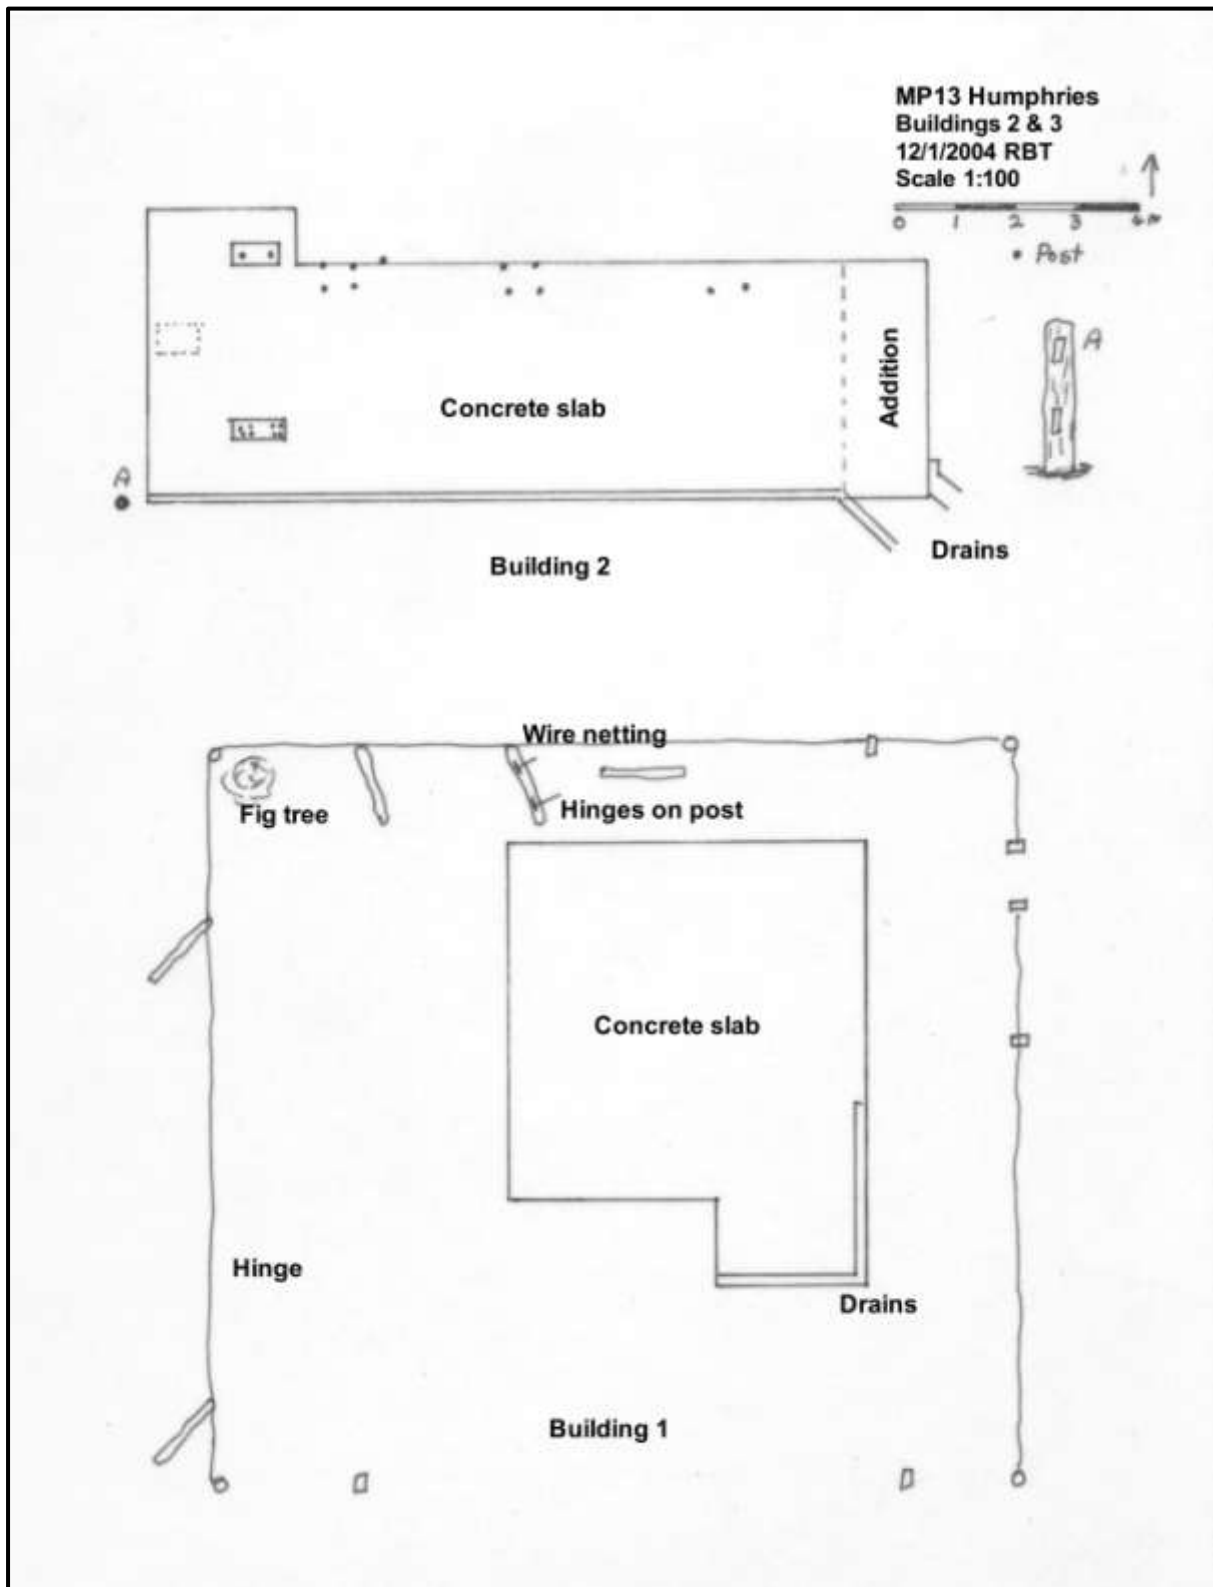 MP13 Humphries
Buildings 2 & 3
12/1/2004 RBT
Scale 1:100
0 1 2 3 4m
Post
A
Addition
Concrete slab
A
Drains
Building 2
Wire netting
Fig tree
Hinges on post
Concrete slab
Hinge
Drains
Building 1